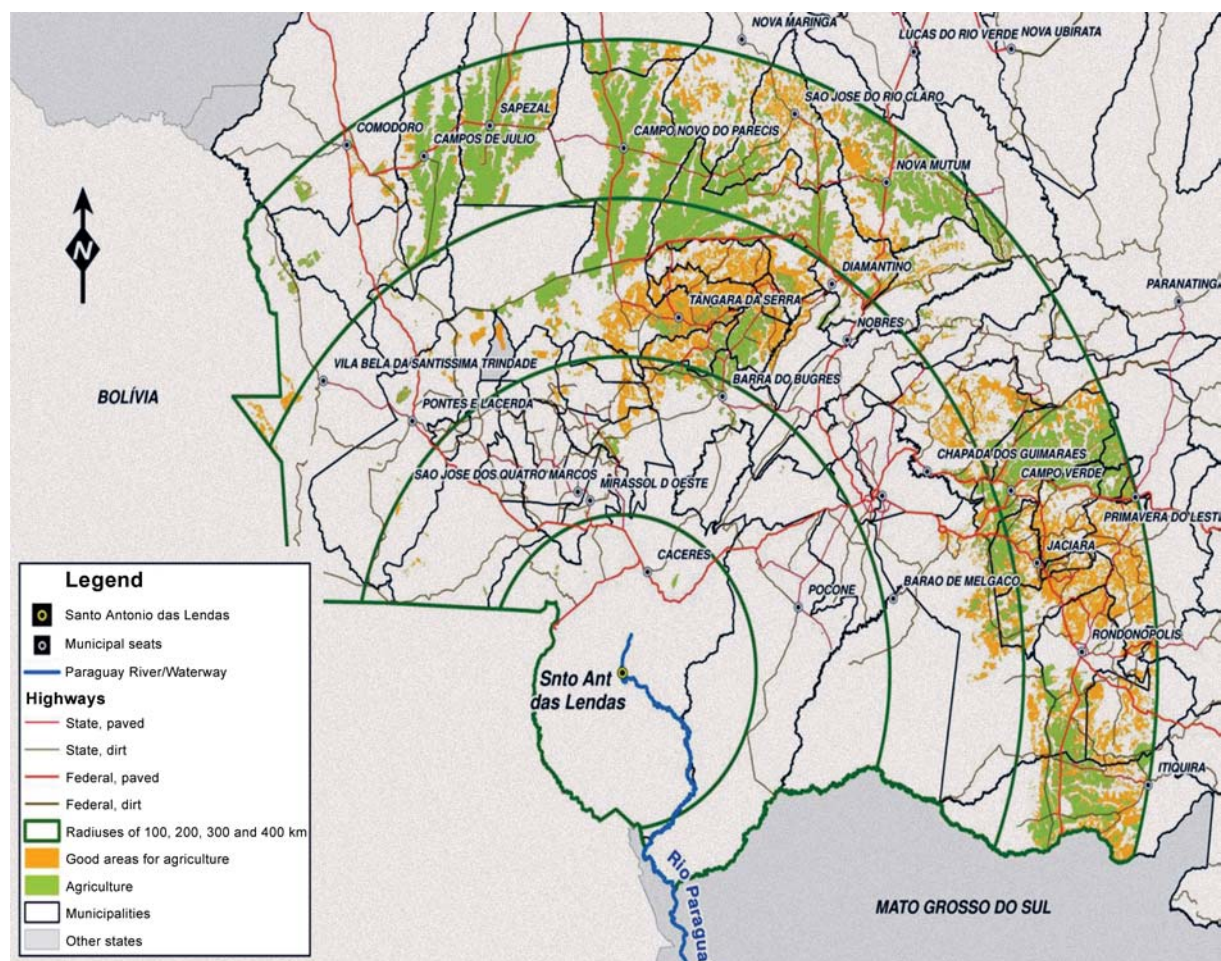 NOVA MARINGA
LUCAS DO RIO VERDE
NOVA UBIRATA
SAO JOSE DO RIO CLARO
SAPEZAL
COMODORO
CAMPOS DE JULIO
CAMPO NOVO DO PARECIS
NOVA MUTUM
N
DIAMANTINO
PARANATINGA
TANGARA DA SERRA
NOBRES
VILA BELA DA SANTISSIMA TRINDADE
BARRA DO BUGRES
BOLÍVIA
PONTES E LACERDA
CHAPADA DOS GUIMARAES
SAO JOSE DOS QUATRO MARCOS
CAMPO VERDE
MIRASSOL D OESTE
PRIMAVERA DO LESTE
JACIARA
CACERES
BARAO DE MELGACO
POCONE
RONDONÓPOLIS
Snto Ant
das Lendas
ITIQUIRA
Rio Paragua
MATO GROSSO DO SUL
Legend
Santo Antonio das Lendas
Municipal seats
Paraguay River/Waterway
Highways
State, paved
State, dirt
Federal, paved
Federal, dirt
Radiuses of 100, 200, 300 and 400 km
Good areas for agriculture
Agriculture
Municipalities
Other states